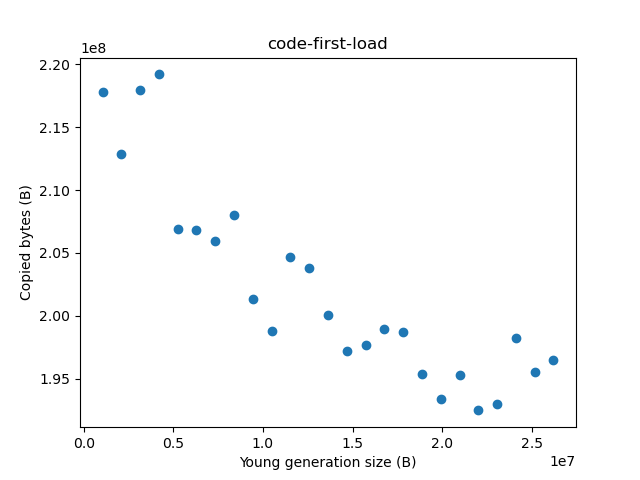 code-first-load
1e8
2.20
2.15
2.10
2.05
2.00
1.95
Copied bytes (B)
0.0 0.5 1.0 1.5 2.0 2.5
1e7
Young generation size (B)